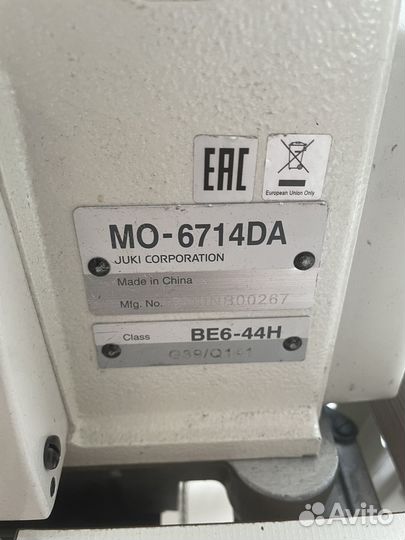 EAC
European Union Only
MO-6714DA
JUKI CORPORATION
Made in China
Mfg. No.
Class BE6-44H
Avito